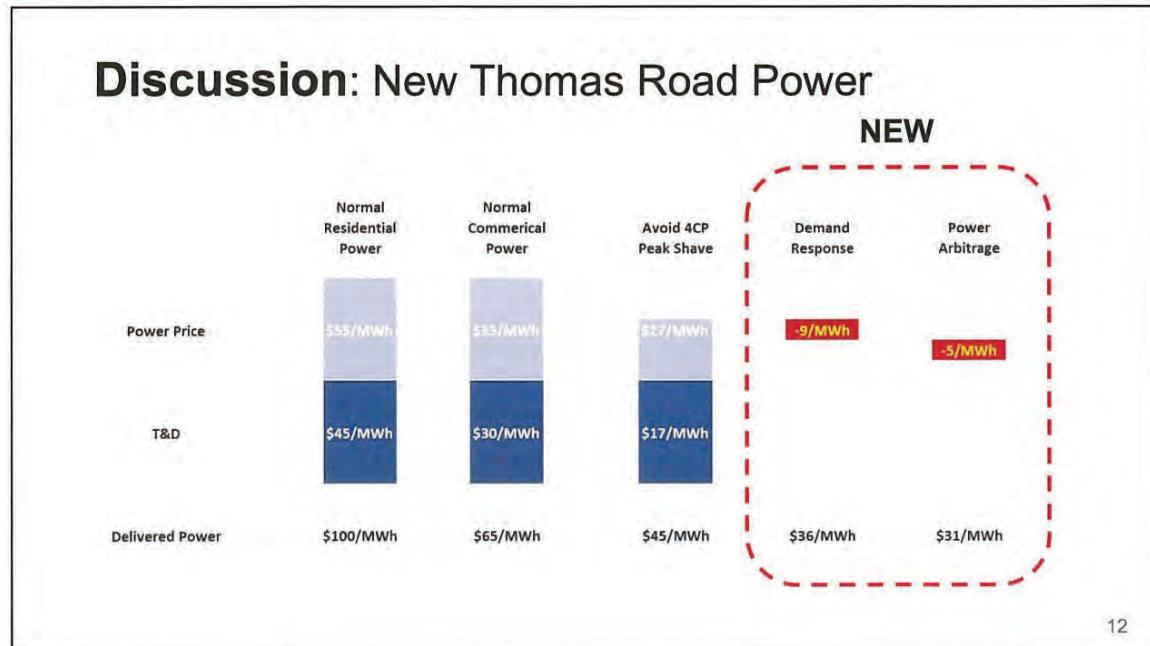 Discussion: New Thomas Road Power
NEW
Normal
Residential
Power
Normal
Commerical
Power
Avoid 4CP
Peak Shave
Demand
Response
Power
Arbitrage
Power Price
$55/MWh
$35/MWh
$27/MWh
-9/MWh
-5/MWh
T&D
$45/MWh
$30/MWh
$17/MWh
Delivered Power
$100/MWh
$65/MWh
$45/MWh
$36/MWh
$31/MWh
12